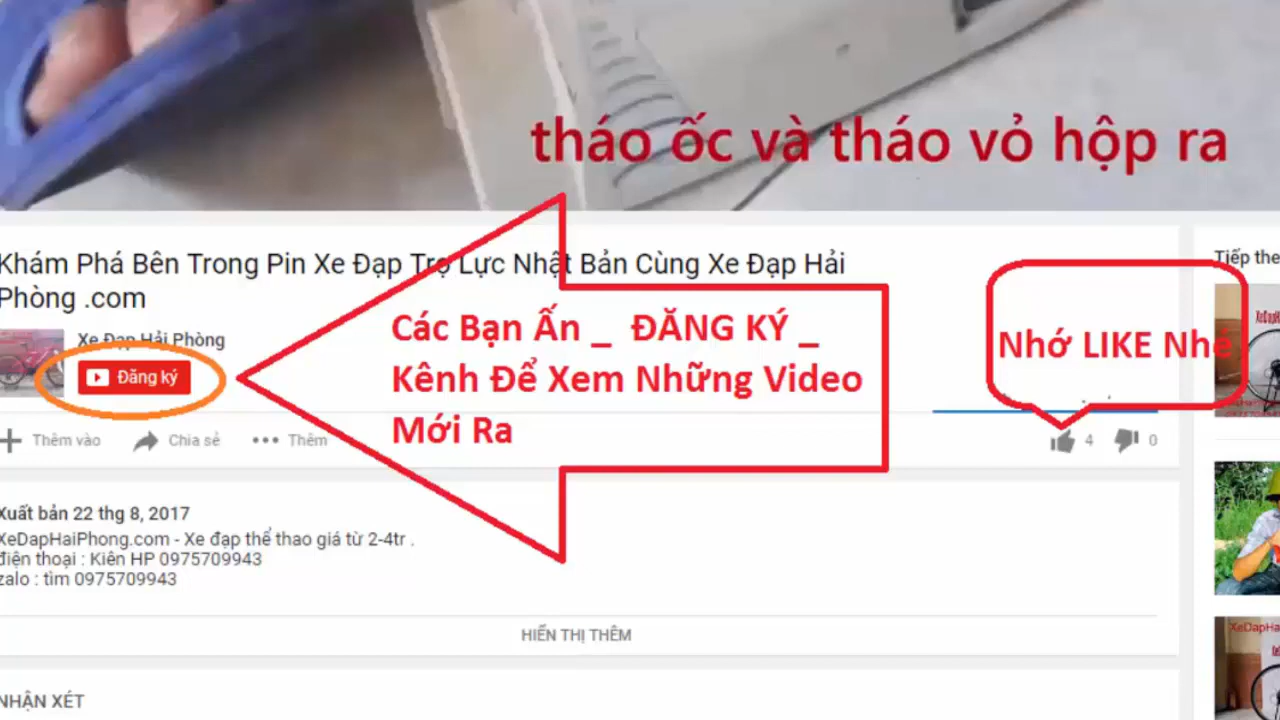 tháo ốc và tháo vỏ hộp ra
Khám Phá Bên Trong Pin Xe Đạp Trợ Lực Nhật Bản Cùng Xe Đạp Hải
Phòng .com
Tiếp the
Xe Đạp Hải Phòng
Đăng ký
Các Bạn Ấn _ ĐĂNG KÝ _
Kênh Để Xem Những Video
Mới Ra
Nhớ LIKE Nhé
Thêm vào
Chia sẻ
Thêm
4
0
Xuất bản 22 thg 8, 2017
XeDapHaiPhong.com - Xe đạp thể thao giá từ 2-4tr .
điện thoại : Kiên HP 0975709943
zalo : tìm 0975709943
HIỂN THỊ THÊM
XeDapHa
NHẬN XÉT